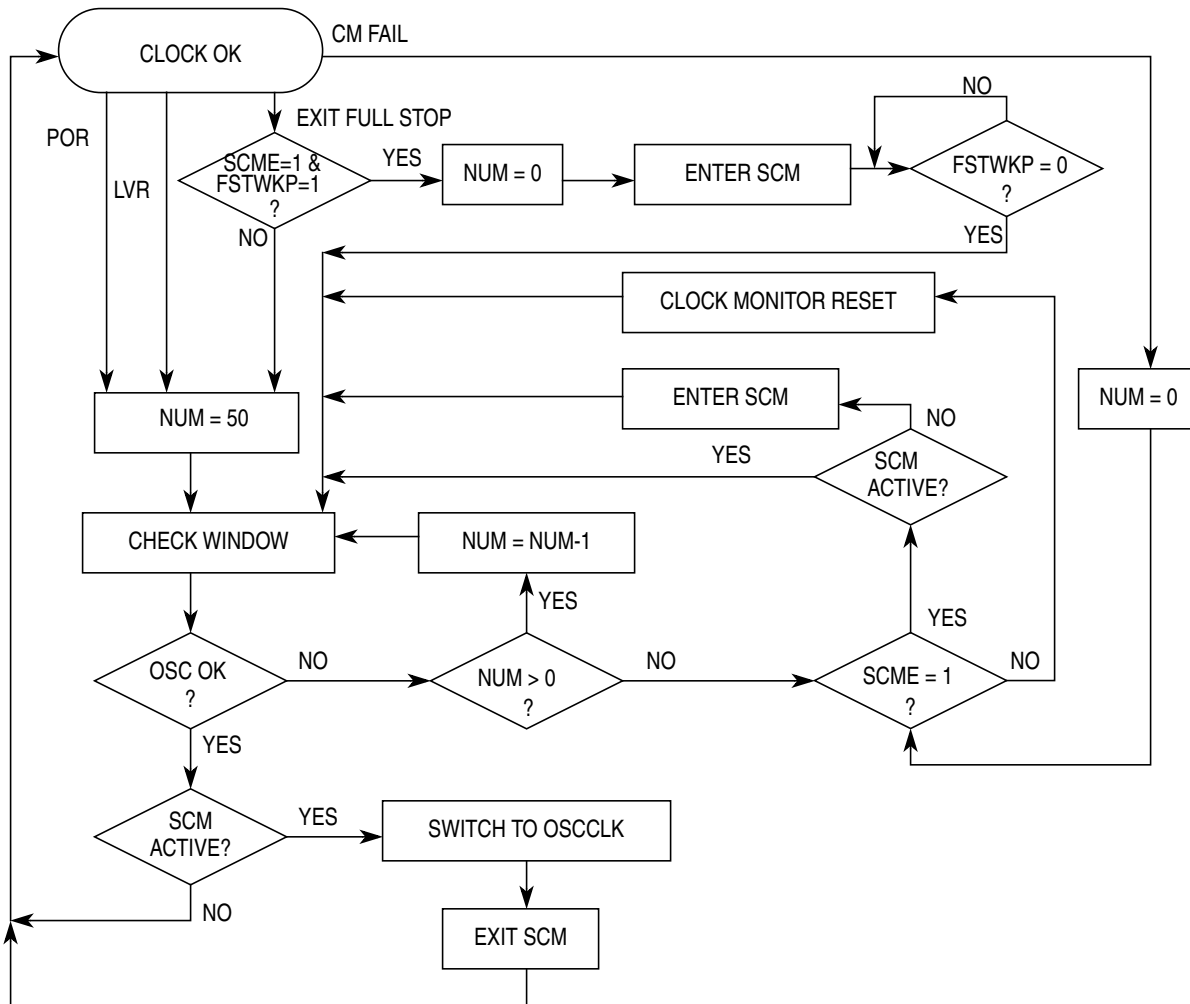 CM FAIL
CLOCK OK
EXIT FULL STOP
POR
LVR
SCME=1 &
FSTWKP=1
?
YES
NUM = 0
ENTER SCM
NO
FSTWKP = 0
?
NO
YES
CLOCK MONITOR RESET
NUM = 50
ENTER SCM
NUM = 0
NO
YES
SCM
ACTIVE?
CHECK WINDOW
NUM = NUM-1
YES
YES
OSC OK
?
NO
NUM > 0
?
NO
SCME = 1
?
NO
YES
SCM
ACTIVE?
YES
SWITCH TO OSCCLK
NO
EXIT SCM